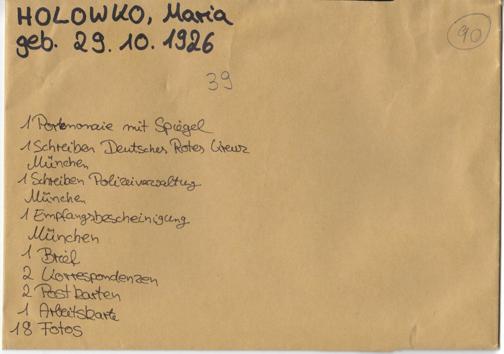 HOLOWKO, Maria
geb. 29.10.1926
90
39
1 Portmonaie mit Spiegel
1 Schreiben Deutsches Rotes Kreuz
München
1 Schreiben Polizeiverwaltung
München
1 Empfangsbescheinigung
München
1 Brief
2 Korrespondenzen
2 Postkarten
1 Arbeitskarte
18 Fotos